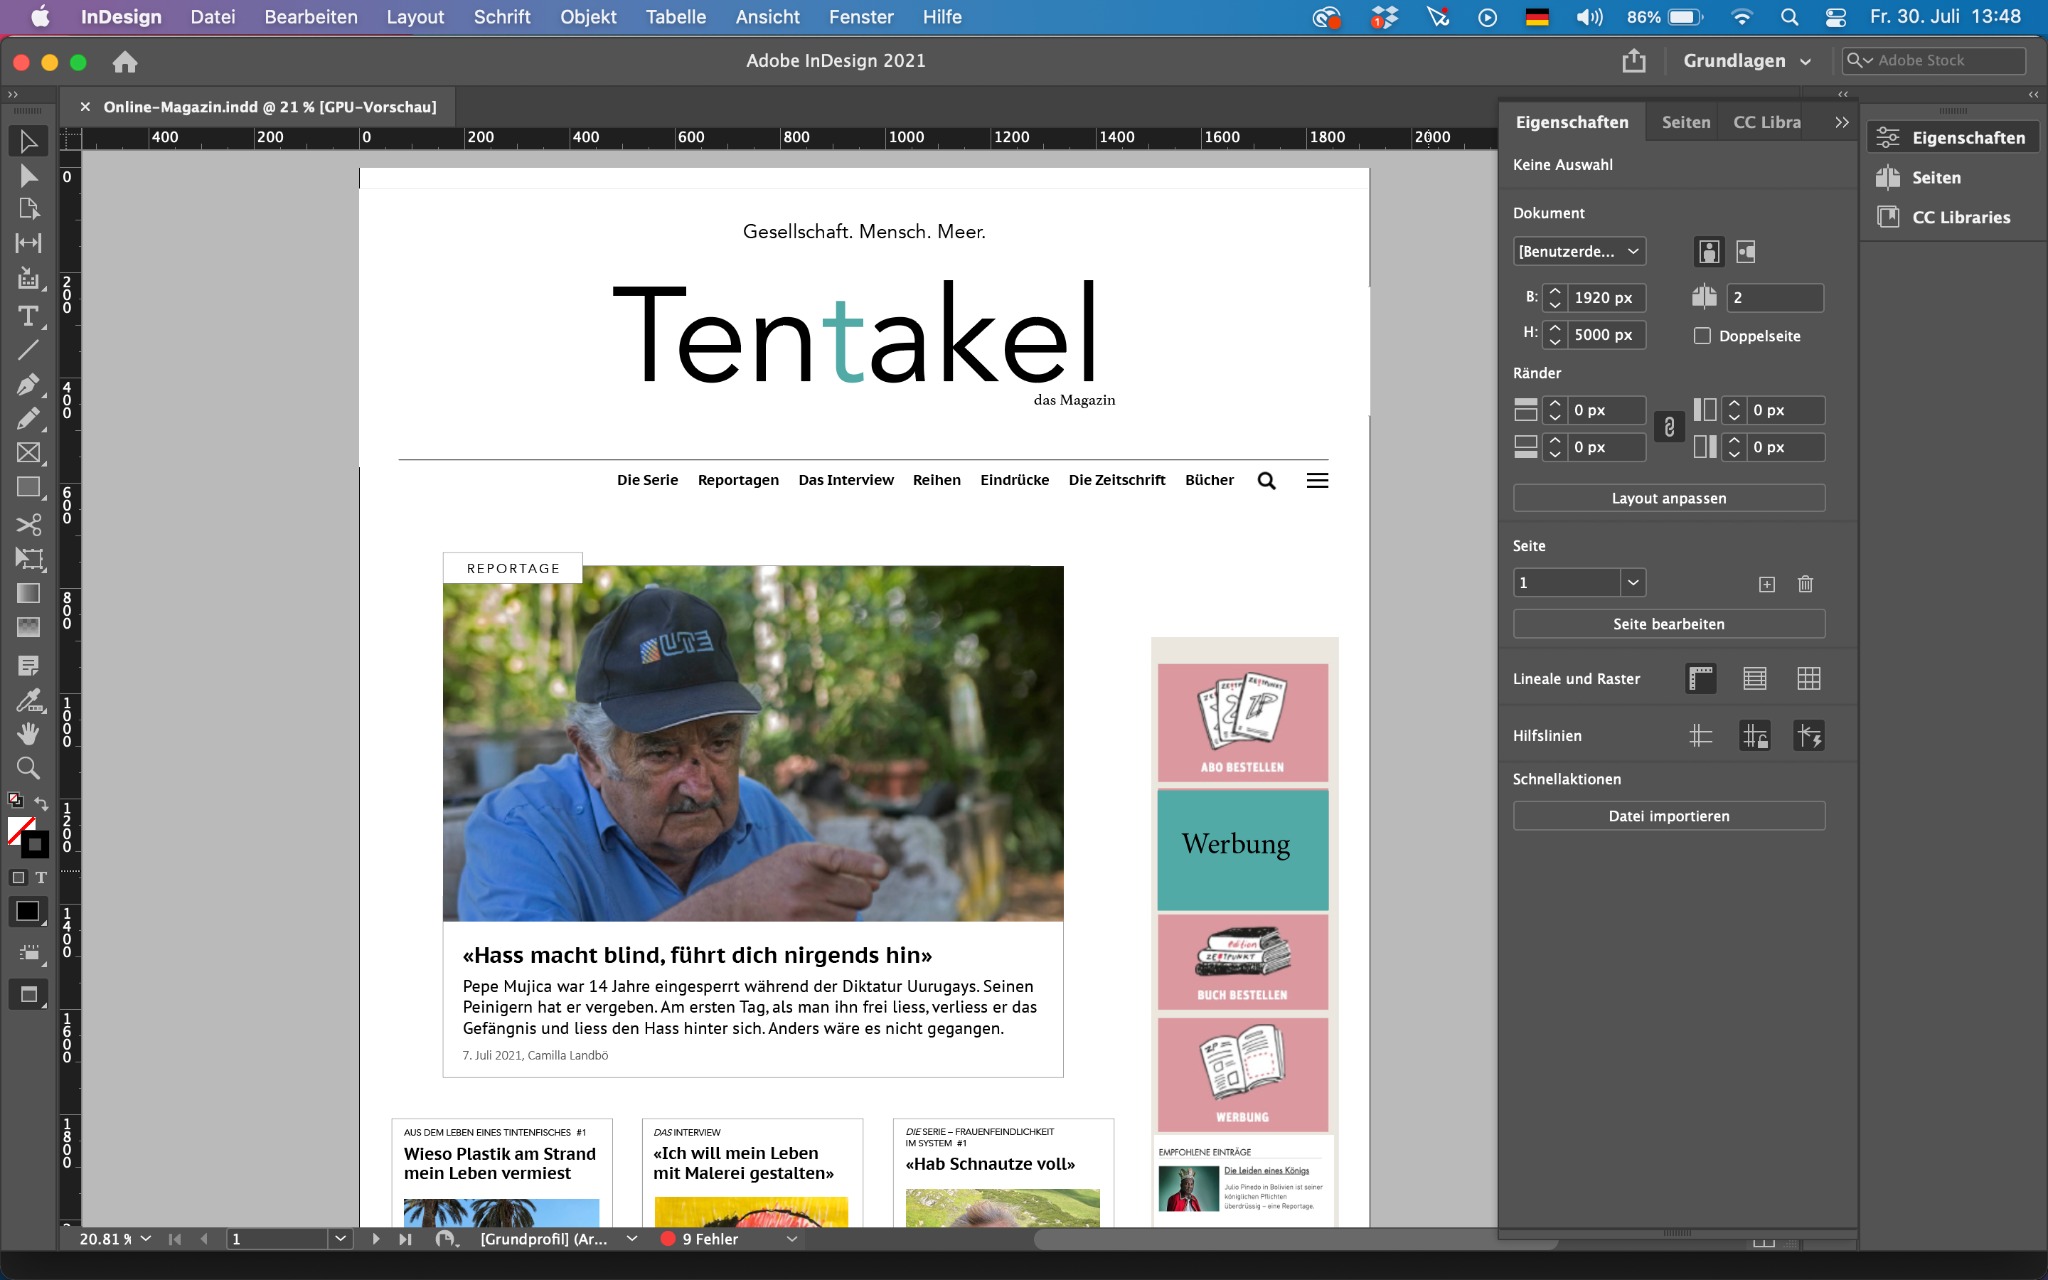 InDesign Datei Bearbeiten Layout Schrift Objekt Tabelle Ansicht Fenster Hilfe
1 86% Fr. 30. Juli 13:48
Adobe InDesign 2021
Grundlagen
Adobe Stock
× Online-Magazin.indd @ 21 % [GPU-Vorschau]
400 200 0 200 400 600 800 1000 1200 1400 1600 1800 2000
0
200
400
600
800
1000
1200
1400
1600
1800
Gesellschaft. Mensch. Meer.
Tentakel
das Magazin
Die Serie Reportagen Das Interview Reihen Eindrücke Die Zeitschrift Bücher
REPORTAGE
UTE
«Hass macht blind, führt dich nirgends hin»
Pepe Mujica war 14 Jahre eingesperrt während der Diktatur Uurugays. Seinen
Peinigern hat er vergeben. Am ersten Tag, als man ihn frei liess, verliess er das
Gefängnis und liess den Hass hinter sich. Anders wäre es nicht gegangen.
7. Juli 2021, Camilla Landbö
AUS DEM LEBEN EINES TINTENFISCHES #1
Wieso Plastik am Strand
mein Leben vermiest
DAS INTERVIEW
«Ich will mein Leben
mit Malerei gestalten»
DIE SERIE – FRAUENFEINDLICHKEIT
IM SYSTEM #1
«Hab Schnautze voll»
ZP
ABO BESTELLEN
Werbung
edition
ZEITPUNKT
BUCH BESTELLEN
ZP
WERBUNG
EMPFOHLENE EINTRÄGE
Die Leiden eines Königs
Julio Pinedo in Bolivien ist seiner
königlichen Pflichten
überdrüssig – eine Reportage.
Eigenschaften Seiten CC Libra
Keine Auswahl
Dokument
[Benutzerde...
B: 1920 px 2
H: 5000 px Doppelseite
Ränder
0 px 0 px
0 px 0 px
Layout anpassen
Seite
1
Seite bearbeiten
Lineale und Raster
Hilfslinien
Schnellaktionen
Datei importieren
Eigenschaften
Seiten
CC Libraries
20.81 % 1 [Grundprofil] (Ar... 9 Fehler